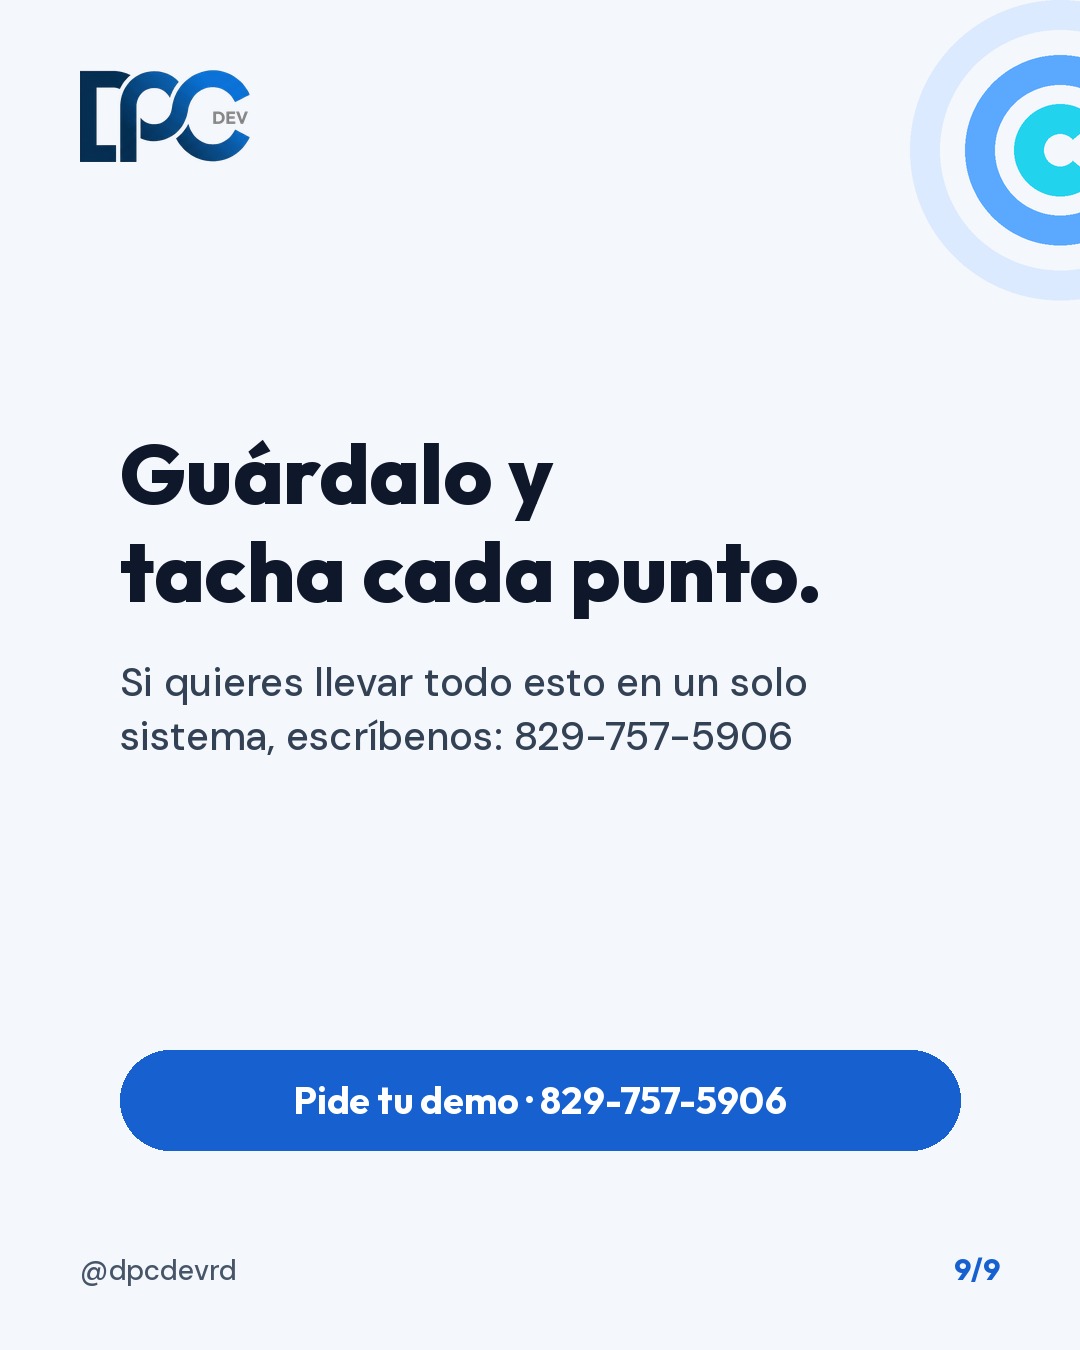 DPC
DEV
Guárdalo y
tacha cada punto.
Si quieres llevar todo esto en un solo
sistema, escríbenos: 829-757-5906
Pide tu demo · 829-757-5906
@dpcdevrd
9/9